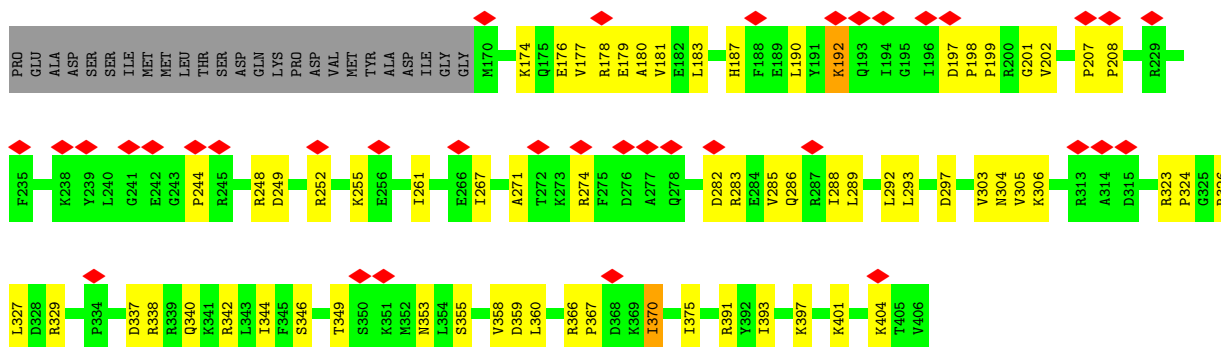 PRO GLU ALA ASP SER SER ILE MET MET LEU THR SER ASP GLN LYS PRO ASP VAL MET TYR ALA ASP ILE GLY GLY M170 K174 Q175 E176 V177 R178 E179 A180 V181 E182 L183 H187 F188 E189 L190 Y191 K192 Q193 I194 G195 I196 D197 P198 P199 R200 G201 V202 P207 P208 R229
F235 K238 Y239 L240 G241 E242 G243 P244 R245 R248 D249 R252 K255 E256 I261 E266 I267 A271 T272 K273 R274 F275 D276 A277 Q278 D282 R283 E284 V285 Q286 R287 I288 L289 L292 L293 D297 V303 N304 V305 K306 R313 A314 D315 R323 P324 G325
L327 D328 R329 P334 D337 R338 R339 Q340 K341 R342 L343 I344 F345 S346 T349 S350 K351 M352 N353 L354 S355 V358 D359 L360 R366 P367 D368 K369 I370 I375 R391 Y392 I393 K397 K401 K404 T405 V406